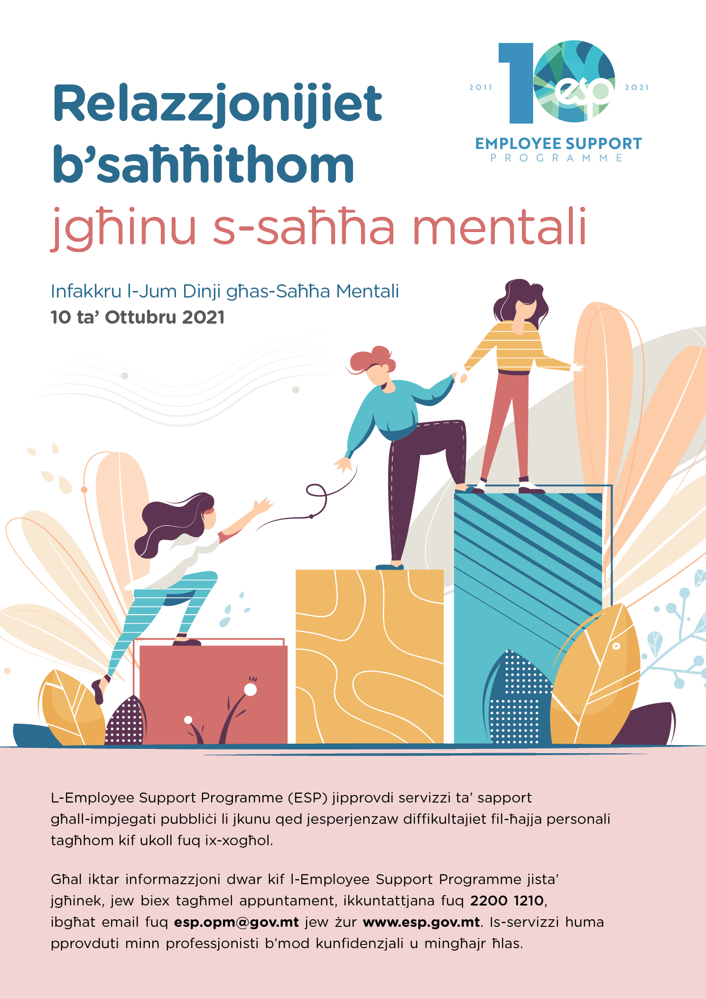 Relazzjonijiet
b'saħħithom
jgħinu s-saħħa mentali
2011
10
esp
2021
EMPLOYEE SUPPORT
PROGRAMME
Infakkru l-Jum Dinji għas-Saħħa Mentali
10 ta' Ottubru 2021
L-Employee Support Programme (ESP) jipprovdi servizzi ta' sapport
għall-impjegati pubbliċi li jkunu qed jesperjenzaw diffikultajiet fil-ħajja personali
tagħhom kif ukoll fuq ix-xogħol.
Għal iktar informazzjoni dwar kif l-Employee Support Programme jista'
jgħinek, jew biex tagħmel appuntament, ikkuntattjana fuq 2200 1210,
ibgħat email fuq esp.opm@gov.mt jew żur www.esp.gov.mt. Is-servizzi huma
pprovduti minn professjonisti b'mod kunfidenzjali u mingħajr ħlas.